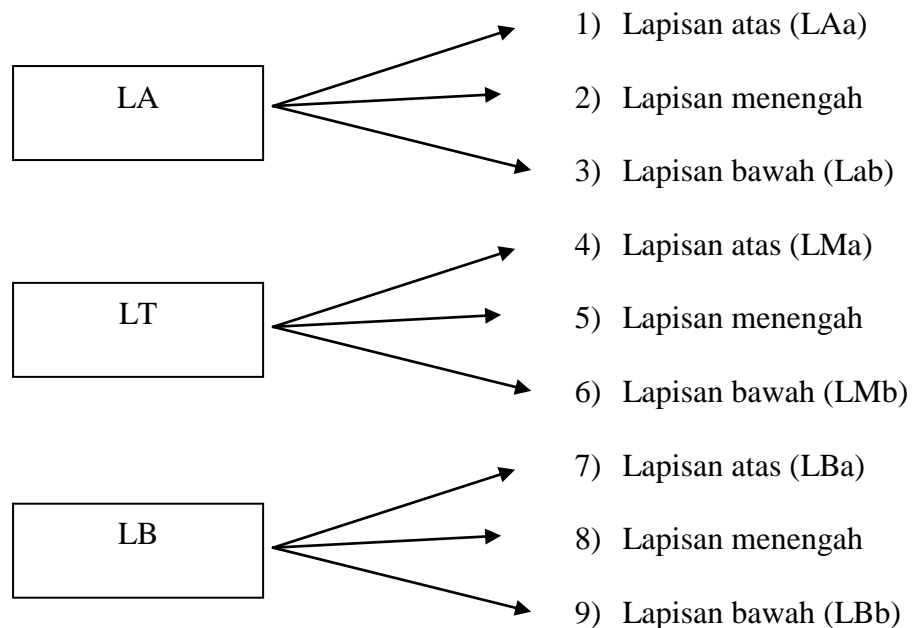 1) Lapisan atas (LAa)
LA
2) Lapisan menengah
3) Lapisan bawah (Lab)
4) Lapisan atas (LMa)
LT
5) Lapisan menengah
6) Lapisan bawah (LMb)
7) Lapisan atas (LBa)
LB
8) Lapisan menengah
9) Lapisan bawah (LBb)